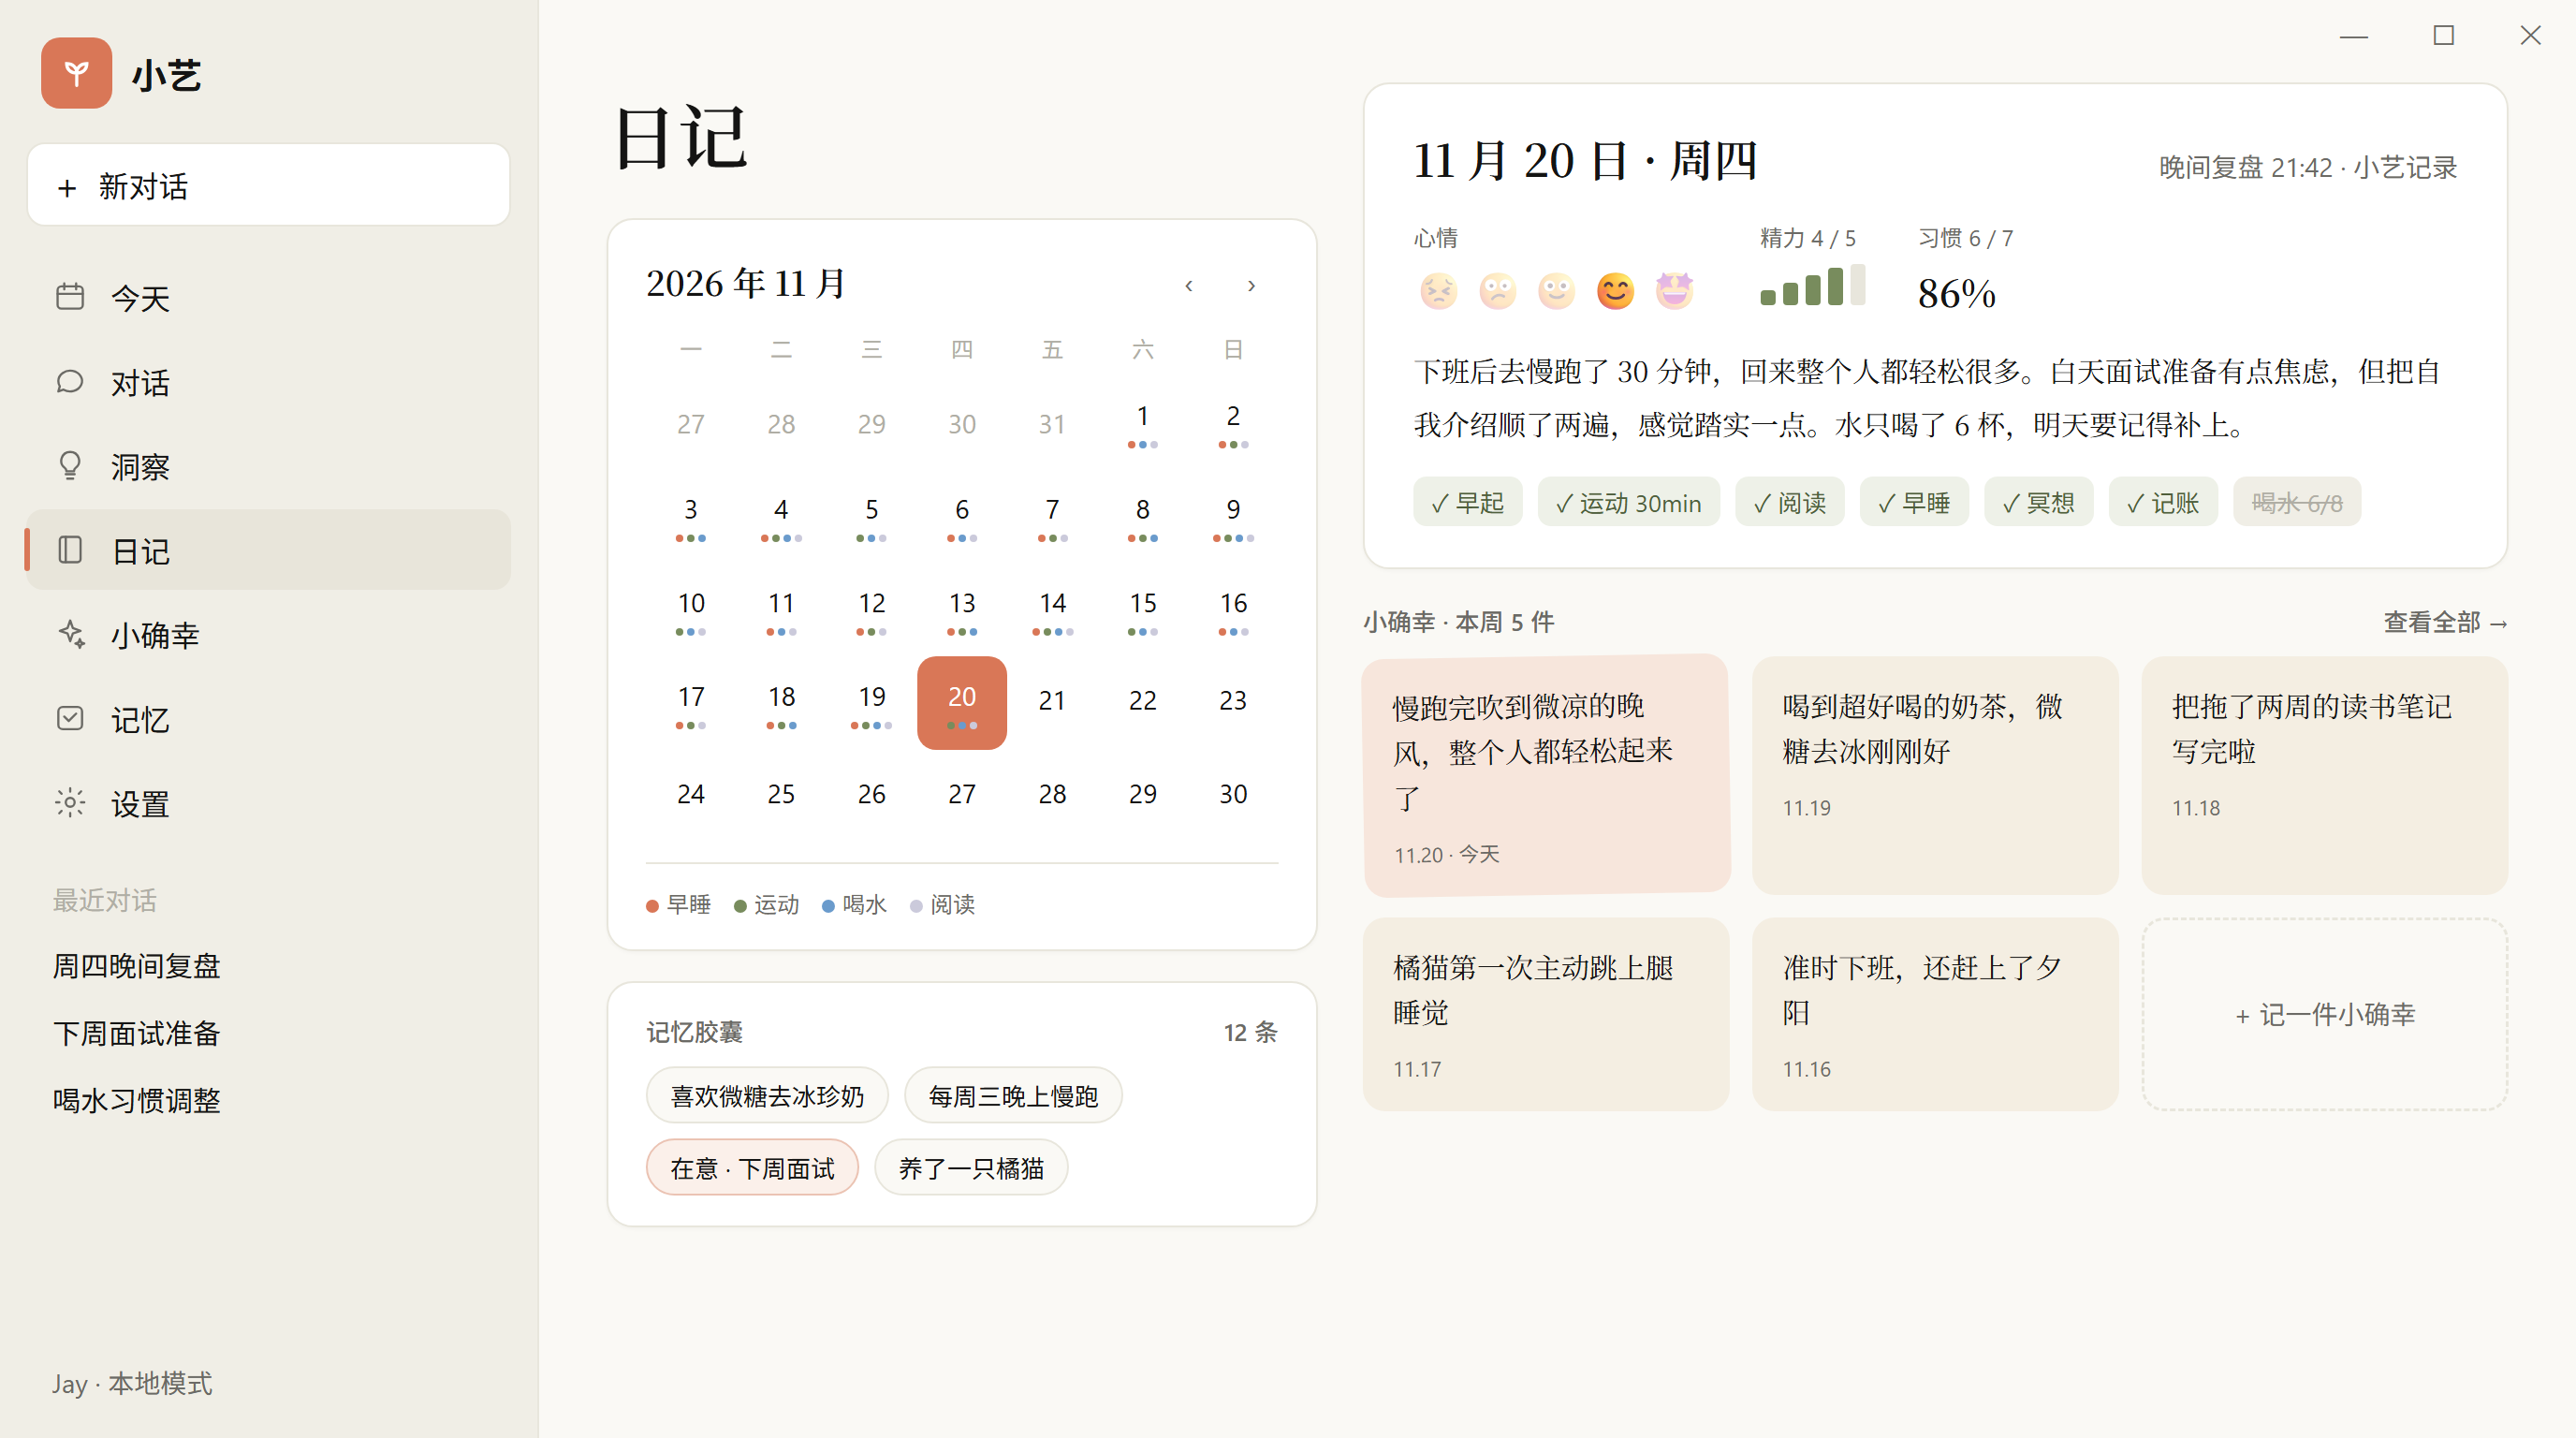 小艺
+ 新对话
今天
对话
洞察
日记
小确幸
记忆
设置
最近对话
周四晚间复盘
下周面试准备
喝水习惯调整
Jay · 本地模式
日记
2026 年 11 月 ‹ ›
一 二 三 四 五 六 日
27 28 29 30 31 1 2
3 4 5 6 7 8 9
10 11 12 13 14 15 16
17 18 19 20 21 22 23
24 25 26 27 28 29 30
早睡 运动 喝水 阅读
记忆胶囊 12 条
喜欢微糖去冰珍奶 每周三晚上慢跑
在意 · 下周面试 养了一只橘猫
11 月 20 日 · 周四 晚间复盘 21:42 · 小艺记录
心情 精力 4 / 5 习惯 6 / 7
86%
下班后去慢跑了 30 分钟，回来整个人都轻松很多。白天面试准备有点焦虑，但把自
我介绍顺了两遍，感觉踏实一点。水只喝了 6 杯，明天要记得补上。
✓ 早起 ✓ 运动 30min ✓ 阅读 ✓ 早睡 ✓ 冥想 ✓ 记账 喝水 6/8
小确幸 · 本周 5 件 查看全部 →
慢跑完吹到微凉的晚
风，整个人都轻松起来
了
11.20 · 今天
喝到超好喝的奶茶，微
糖去冰刚刚好
11.19
把拖了两周的读书笔记
写完啦
11.18
橘猫第一次主动跳上腿
睡觉
11.17
准时下班，还赶上了夕
阳
11.16
+ 记一件小确幸